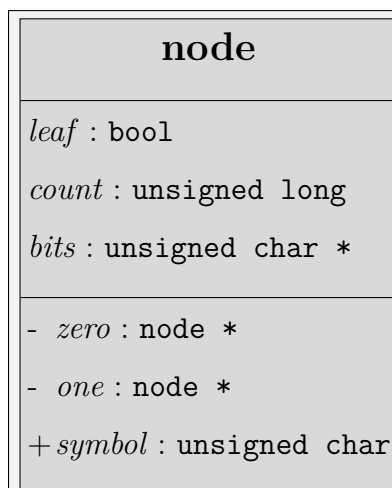 node
leaf : bool
count : unsigned long
bits : unsigned char *
- zero : node *
- one : node *
+ symbol : unsigned char